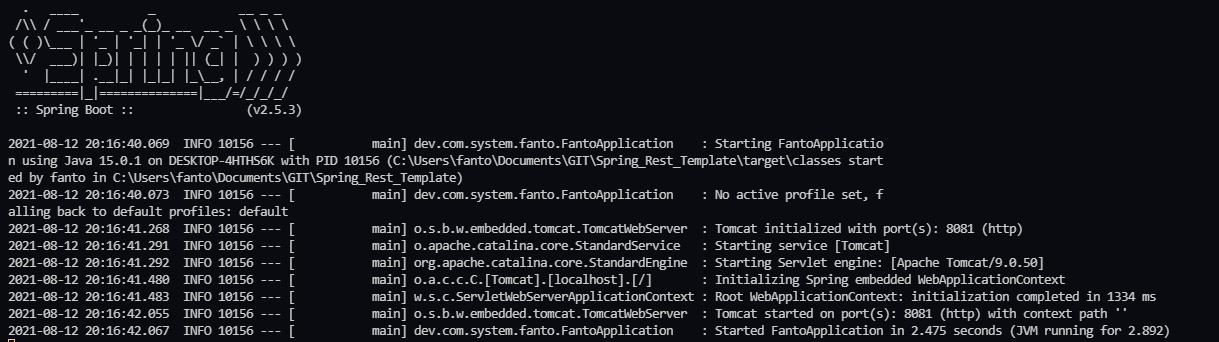 .   ____          _            __ _ _
 /\\ / ___'_ __ _ _(_)_ __  __ _ \ \ \ \
( ( )\___ | '_ | '_| | '_ \/ _` | \ \ \ \
 \\/  ___)| |_)| | | | | || (_| |  ) ) ) )
  '  |____| .__|_| |_|_| |_\__, | / / / /
 =========|_|==============|___/=/_/_/_/
 :: Spring Boot ::                (v2.5.3)

2021-08-12 20:16:40.069  INFO 10156 --- [           main] dev.com.system.fanto.FantoApplication    : Starting FantoApplicatio
n using Java 15.0.1 on DESKTOP-4HTHS6K with PID 10156 (C:\Users\fanto\Documents\GIT\Spring_Rest_Template\target\classes start
ed by fanto in C:\Users\fanto\Documents\GIT\Spring_Rest_Template)
2021-08-12 20:16:40.073  INFO 10156 --- [           main] dev.com.system.fanto.FantoApplication    : No active profile set, f
alling back to default profiles: default
2021-08-12 20:16:41.268  INFO 10156 --- [           main] o.s.b.w.embedded.tomcat.TomcatWebServer  : Tomcat initialized with port(s): 8081 (http)
2021-08-12 20:16:41.291  INFO 10156 --- [           main] o.apache.catalina.core.StandardService   : Starting service [Tomcat]
2021-08-12 20:16:41.292  INFO 10156 --- [           main] org.apache.catalina.core.StandardEngine  : Starting Servlet engine: [Apache Tomcat/9.0.50]
2021-08-12 20:16:41.480  INFO 10156 --- [           main] o.a.c.c.C.[Tomcat].[localhost].[/]       : Initializing Spring embedded WebApplicationContext
2021-08-12 20:16:41.483  INFO 10156 --- [           main] w.s.c.ServletWebServerApplicationContext : Root WebApplicationContext: initialization completed in 1334 ms
2021-08-12 20:16:42.055  INFO 10156 --- [           main] o.s.b.w.embedded.tomcat.TomcatWebServer  : Tomcat started on port(s): 8081 (http) with context path ''
2021-08-12 20:16:42.067  INFO 10156 --- [           main] dev.com.system.fanto.FantoApplication    : Started FantoApplication in 2.475 seconds (JVM running for 2.892)